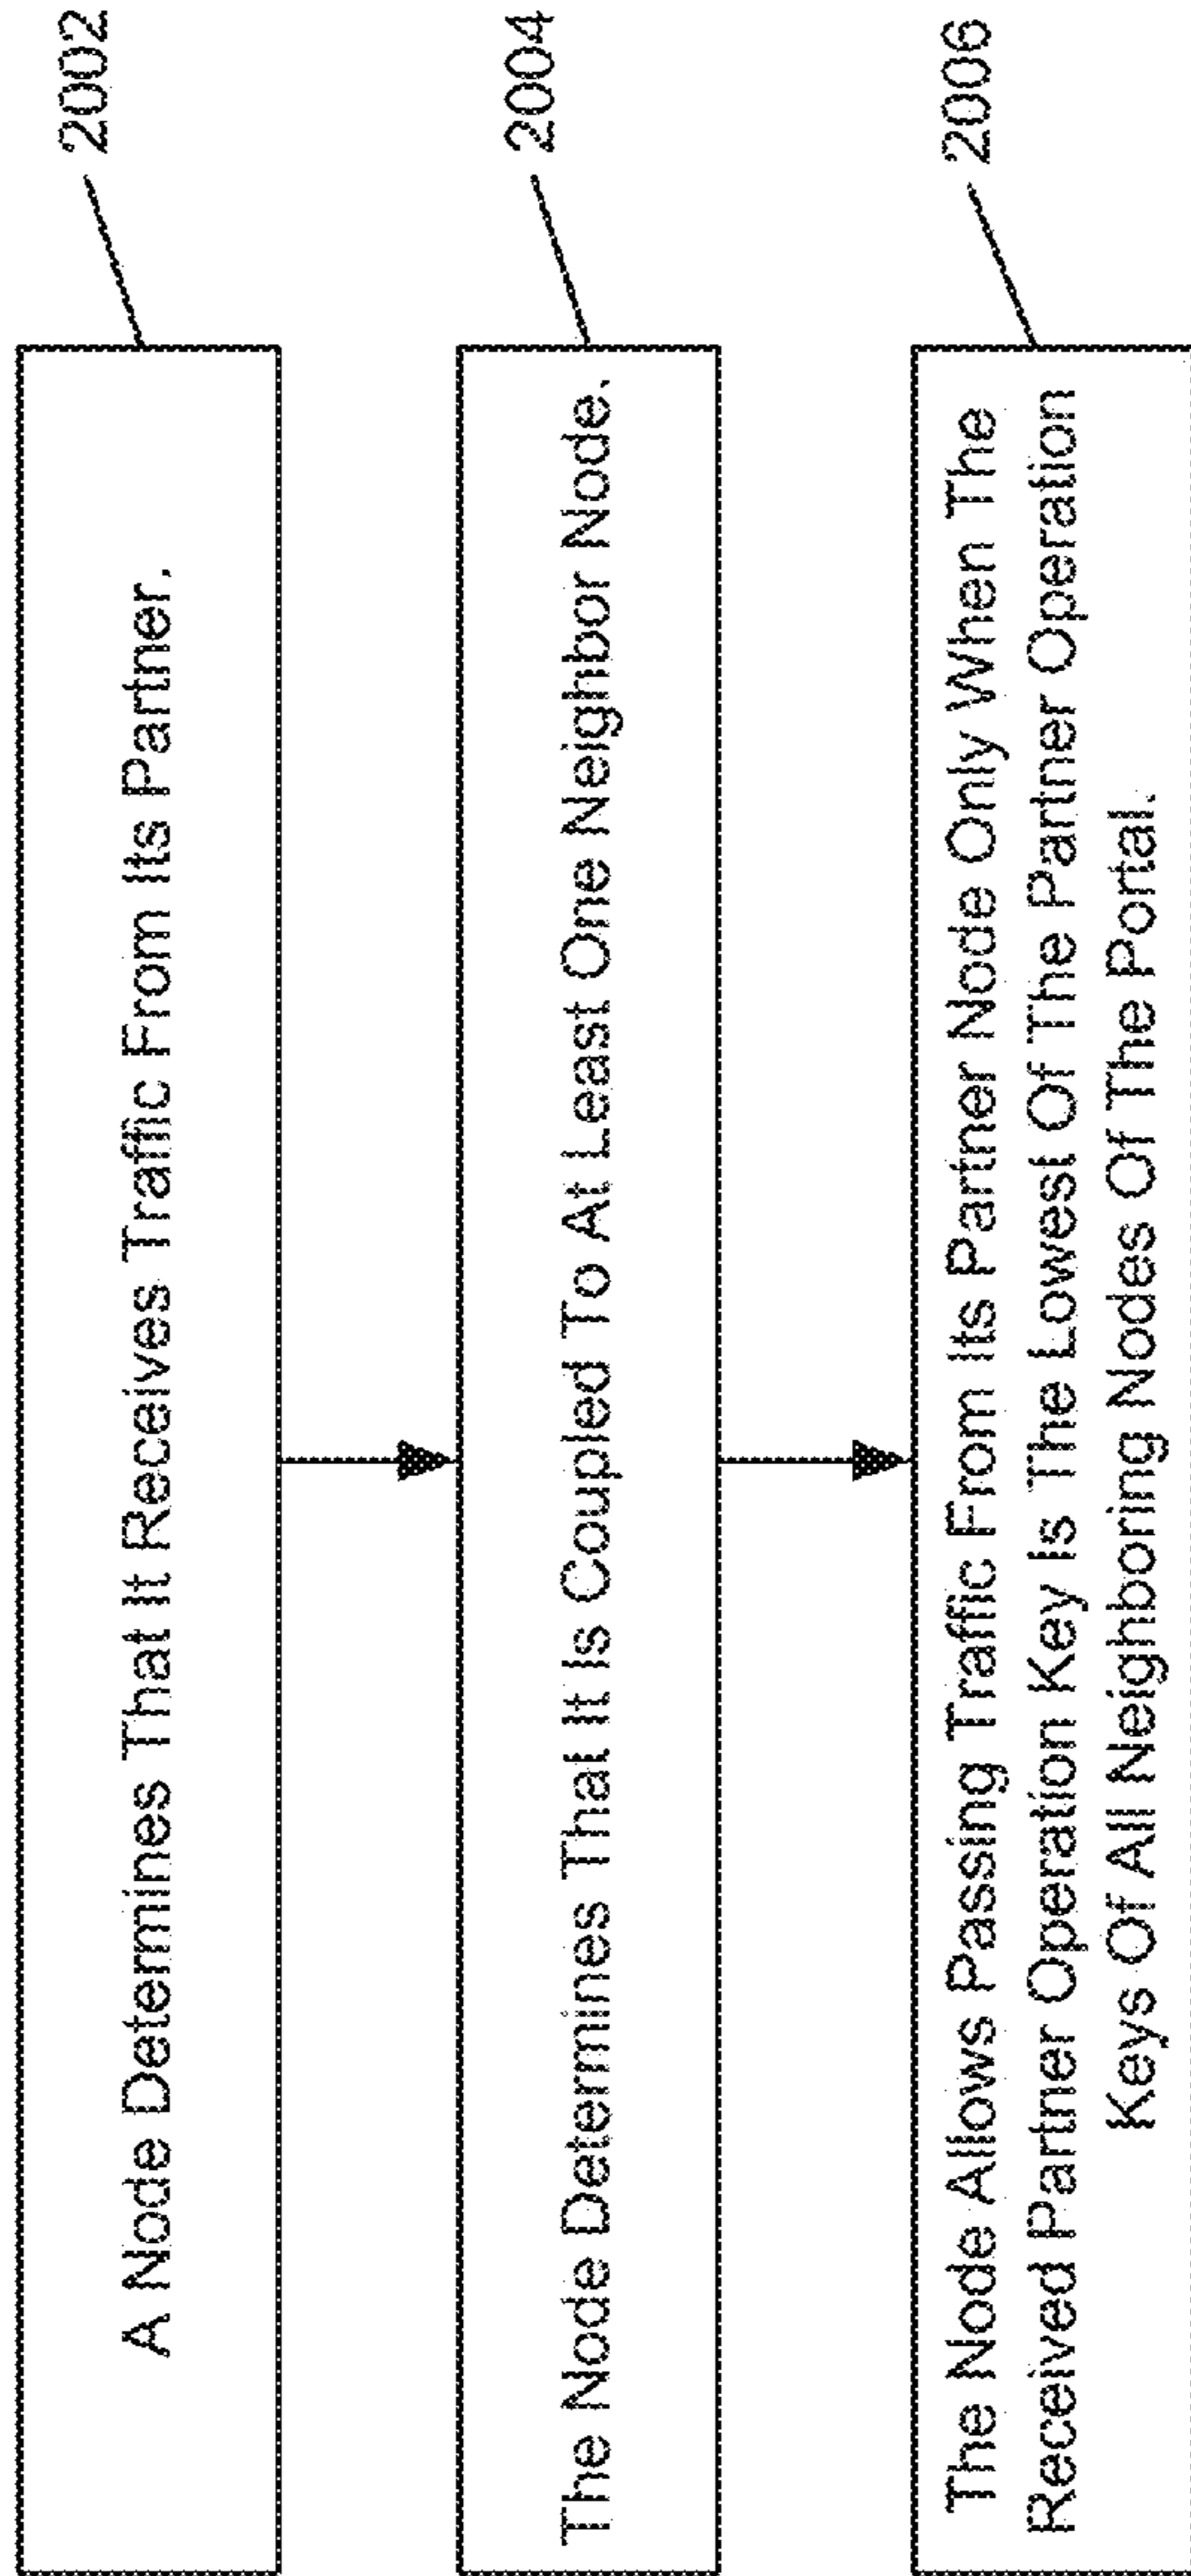 A Node Determines That It Receives Traffic From Its Partner.
2002
The Node Determines That It Is Coupled To At Least One Neighbor Node.
2004
The Node Allows Passing Traffic From Its Partner Node Only When The
Received Partner Operation Key Is The Lowest Of The Partner Operation
Keys Of All Neighboring Nodes Of The Portal.
2006